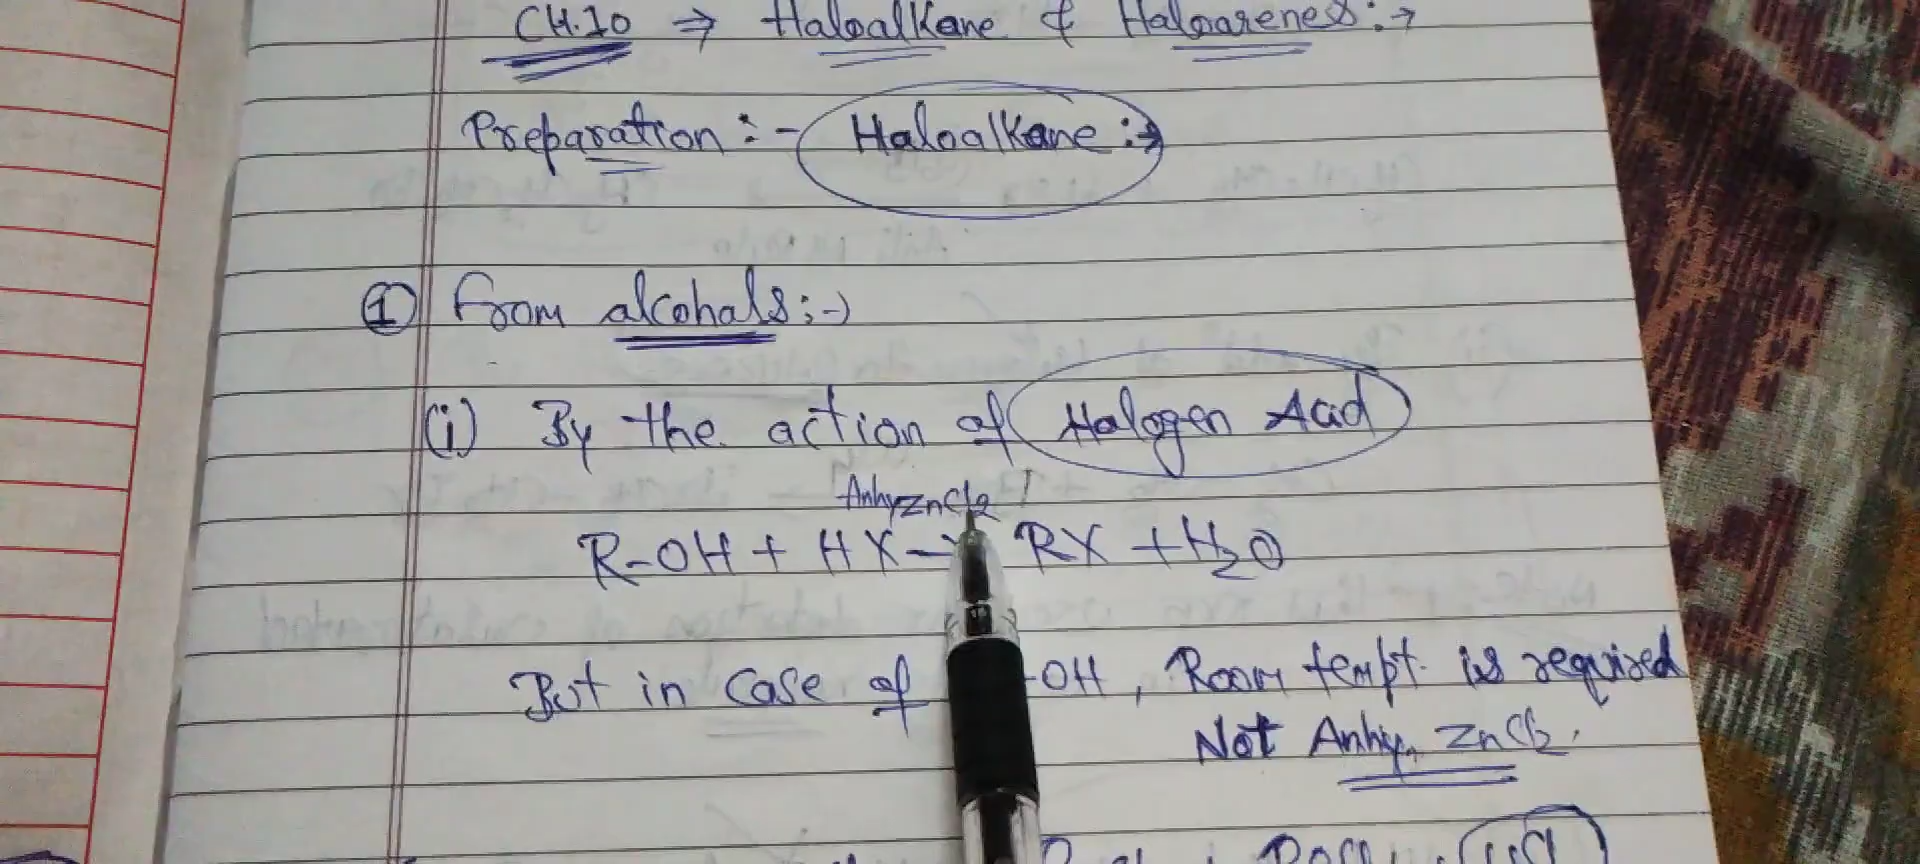 CH.10 ⇒ Haloalkane & Haloarenes:→
Preparation:- Haloalkane:→
① From alcohals:-)
(i) By the action of Halogen Acid
Anhy ZnCl2
R-OH + HX → RX + H2O
But in case of -OH, Room tempt. is required
Not Anhy. ZnCl2.